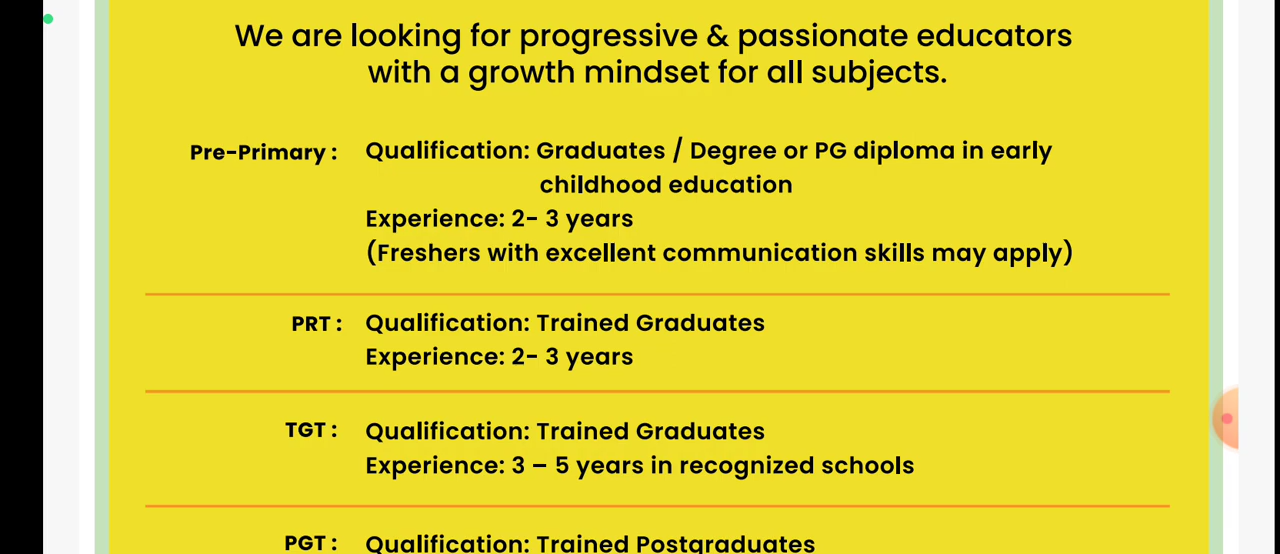 We are looking for progressive & passionate educators
with a growth mindset for all subjects.
Pre-Primary : Qualification: Graduates / Degree or PG diploma in early
childhood education
Experience: 2- 3 years
(Freshers with excellent communication skills may apply)
PRT : Qualification: Trained Graduates
Experience: 2- 3 years
TGT : Qualification: Trained Graduates
Experience: 3 – 5 years in recognized schools
PGT : Qualification: Trained Postgraduates